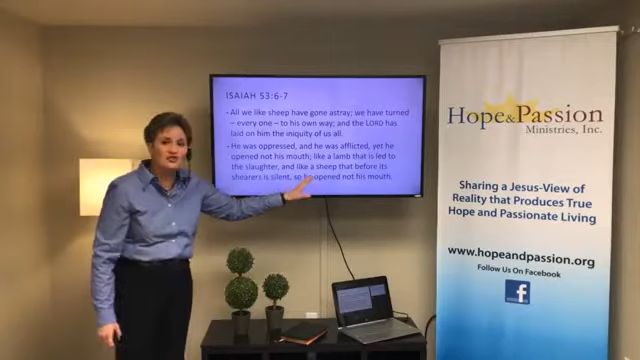 ISAIAH 53:6-7
• All we like sheep have gone astray; we have turned
– every one – to his own way; and the LORD has
laid on him the iniquity of us all.
• He was oppressed, and he was afflicted, yet he
opened not his mouth; like a lamb that is led to
the slaughter, and like a sheep that before its
shearers is silent, so he opened not his mouth.
Hope&Passion
Ministries, Inc.
Sharing a Jesus-View of
Reality that Produces True
Hope and Passionate Living
www.hopeandpassion.org
Follow Us On Facebook
f